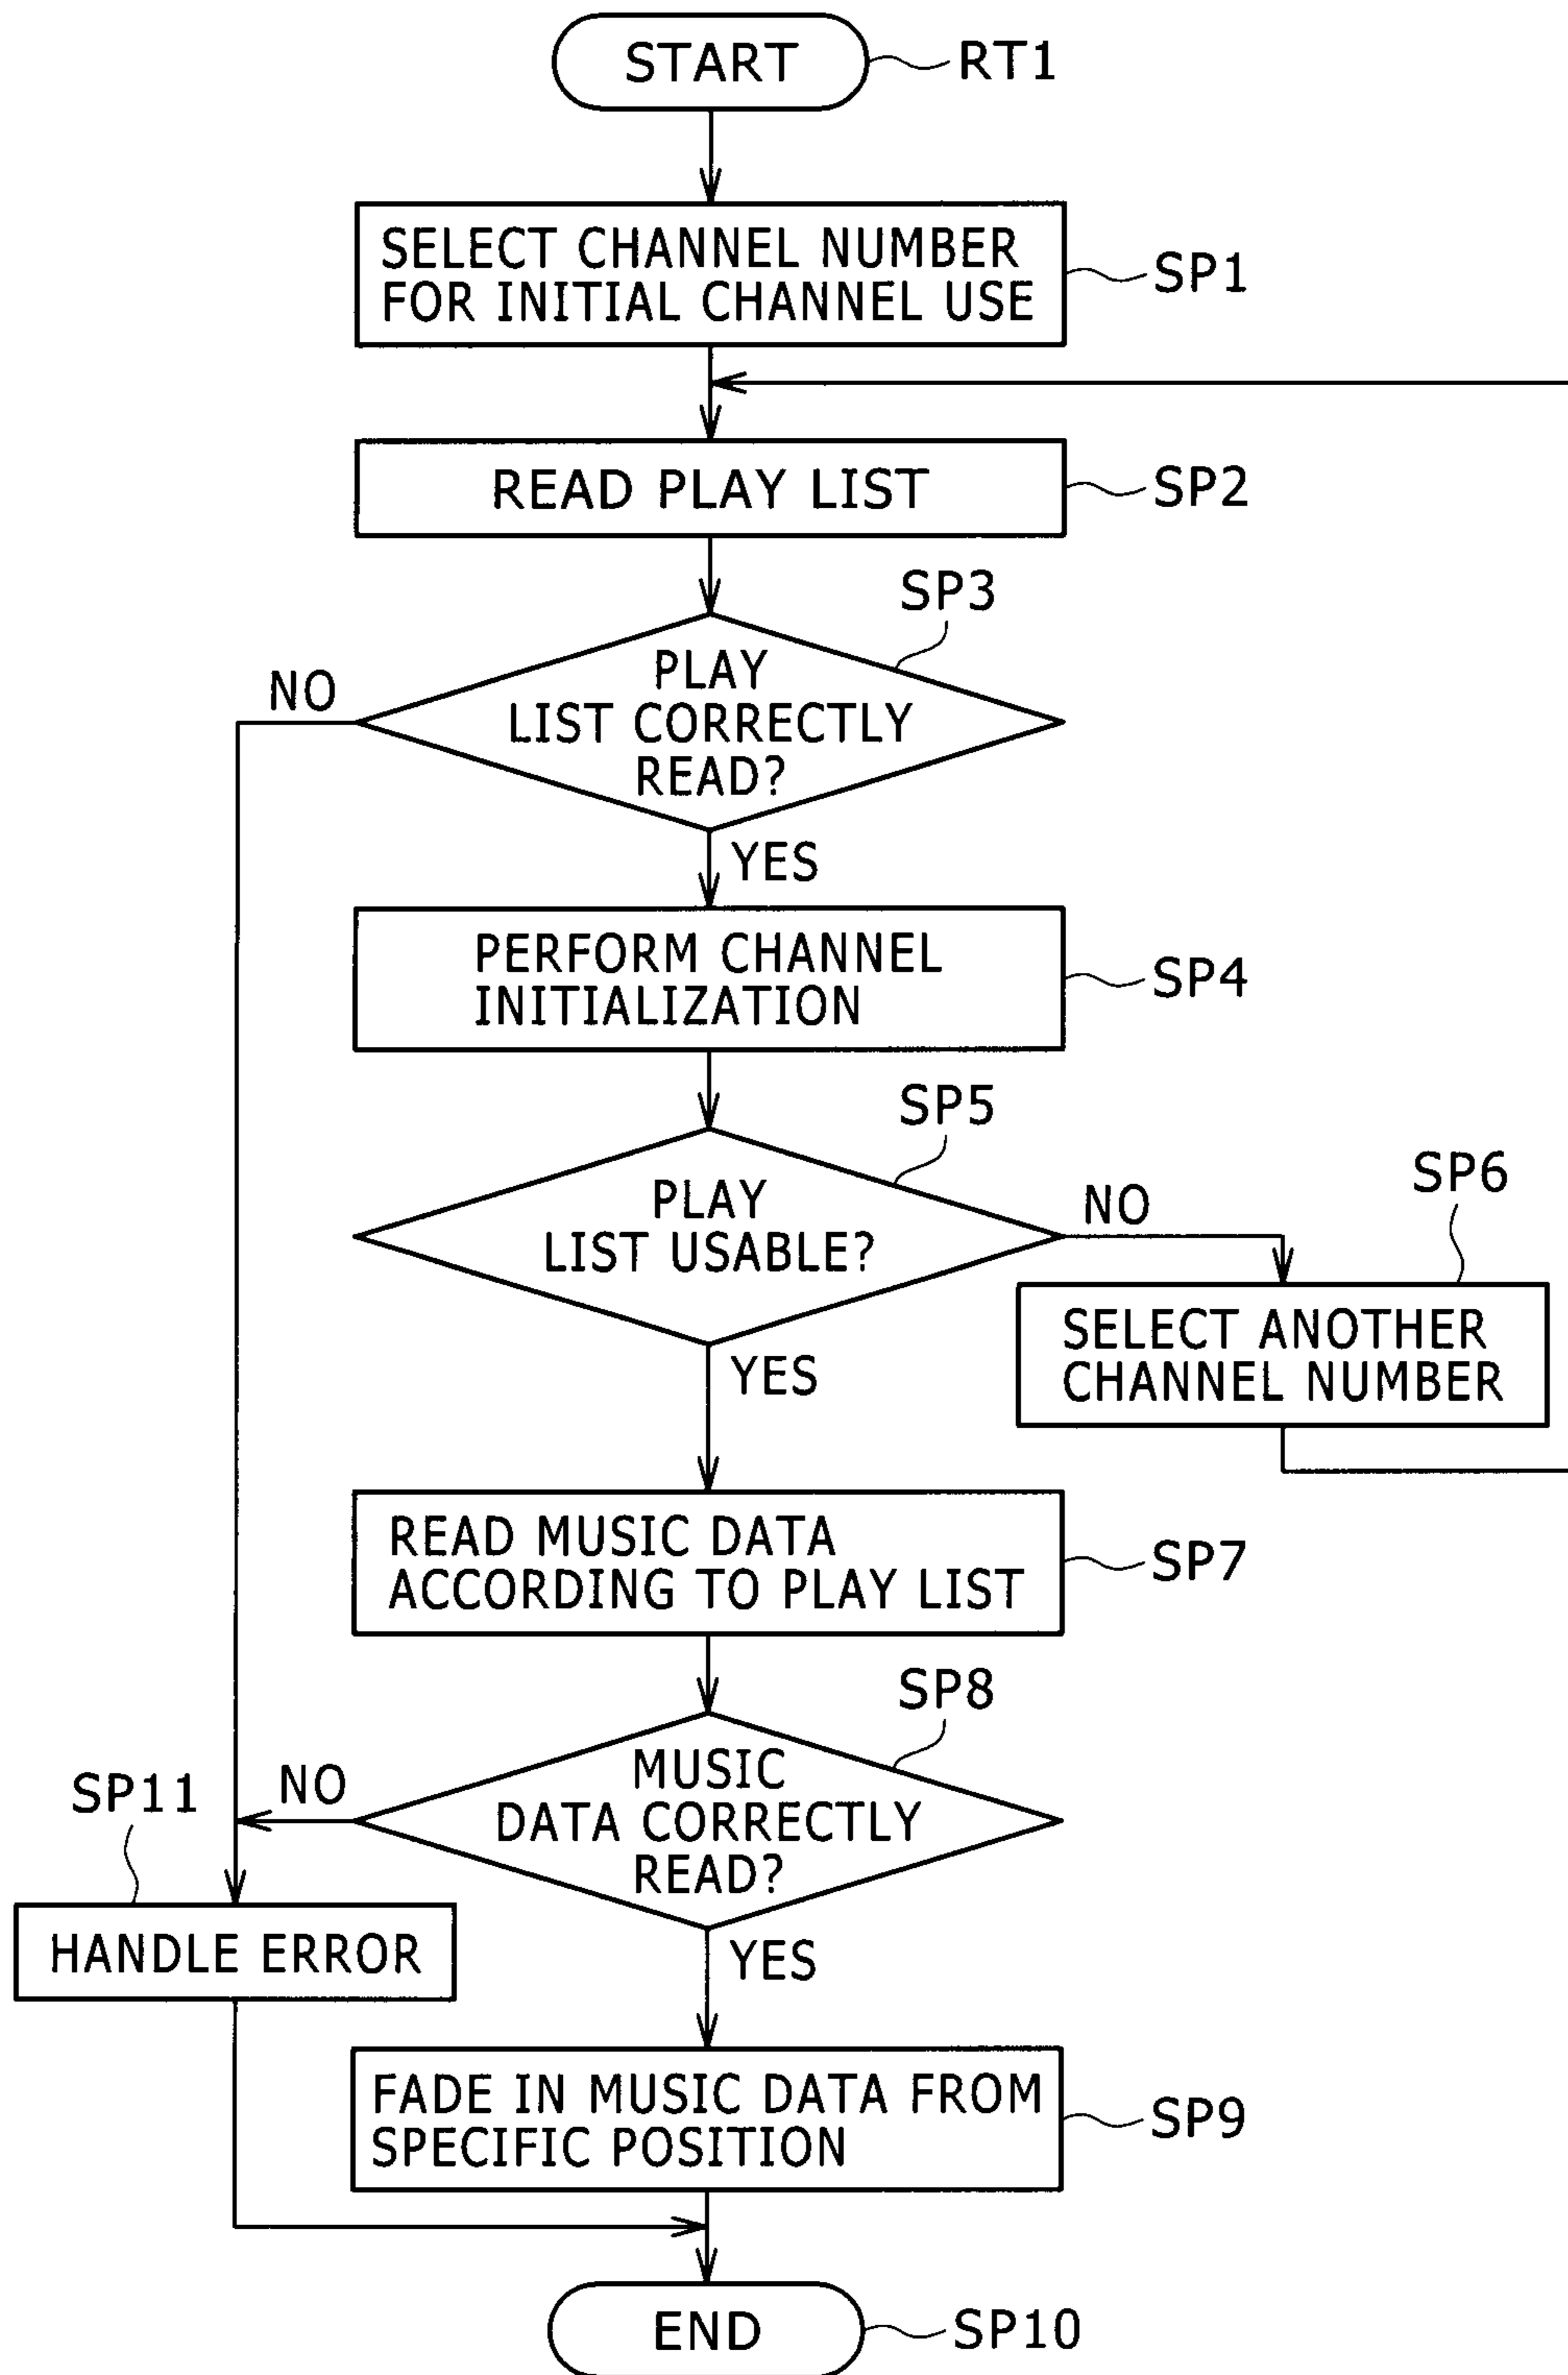 START
RT1
SELECT CHANNEL NUMBER
FOR INITIAL CHANNEL USE
SP1
READ PLAY LIST
SP2
SP3
PLAY
LIST CORRECTLY
READ?
NO
YES
PERFORM CHANNEL
INITIALIZATION
SP4
SP5
PLAY
LIST USABLE?
NO
SP6
SELECT ANOTHER
CHANNEL NUMBER
YES
READ MUSIC DATA
ACCORDING TO PLAY LIST
SP7
SP8
MUSIC
DATA CORRECTLY
READ?
NO
SP11
HANDLE ERROR
YES
FADE IN MUSIC DATA FROM
SPECIFIC POSITION
SP9
END
SP10